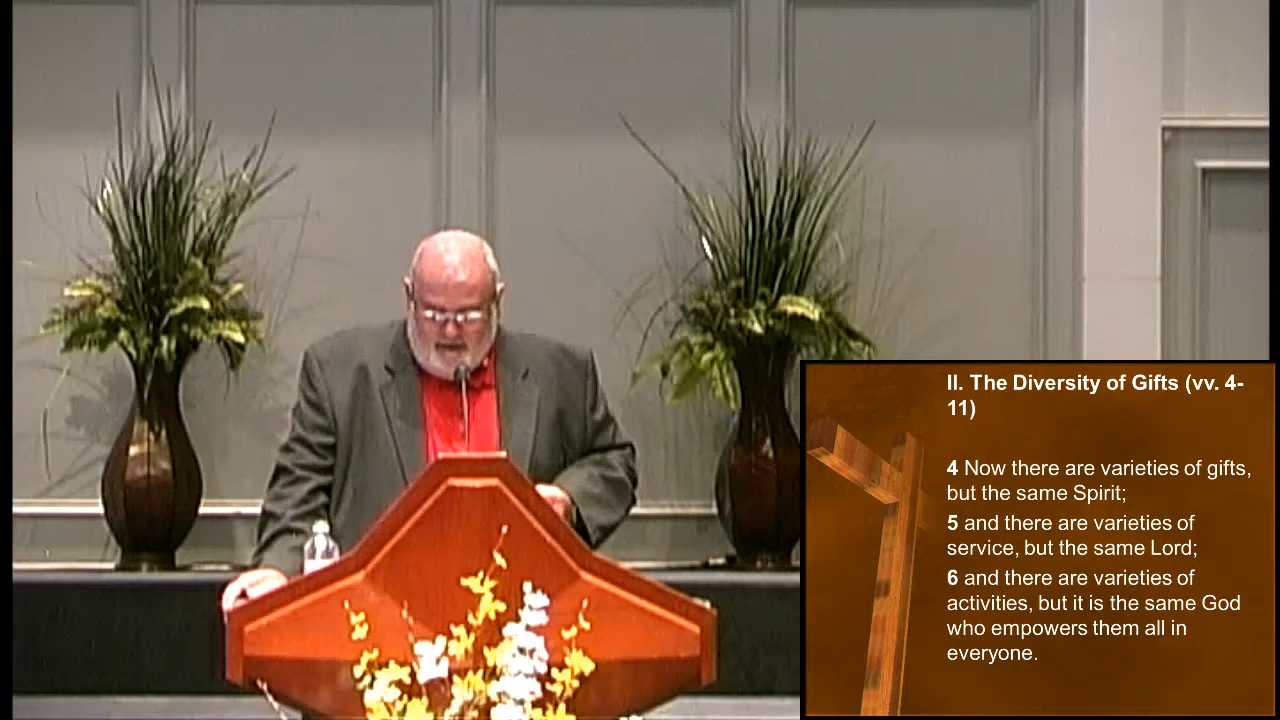 II. The Diversity of Gifts (vv. 4-
11)
4 Now there are varieties of gifts,
but the same Spirit;
5 and there are varieties of
service, but the same Lord;
6 and there are varieties of
activities, but it is the same God
who empowers them all in
everyone.